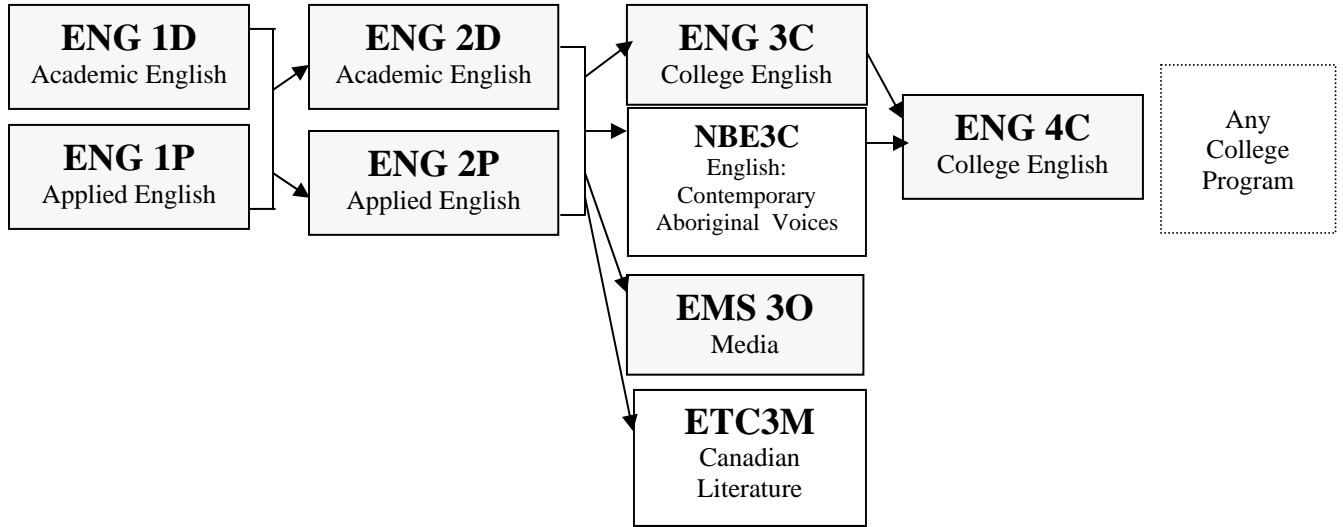 ENG 1D
Academic English
ENG 1P
Applied English
ENG 2D
Academic English
ENG 2P
Applied English
ENG 3C
College English
NBE3C
English:
Contemporary
Aboriginal Voices
EMS 3O
Media
ETC3M
Canadian
Literature
ENG 4C
College English
Any
College
Program